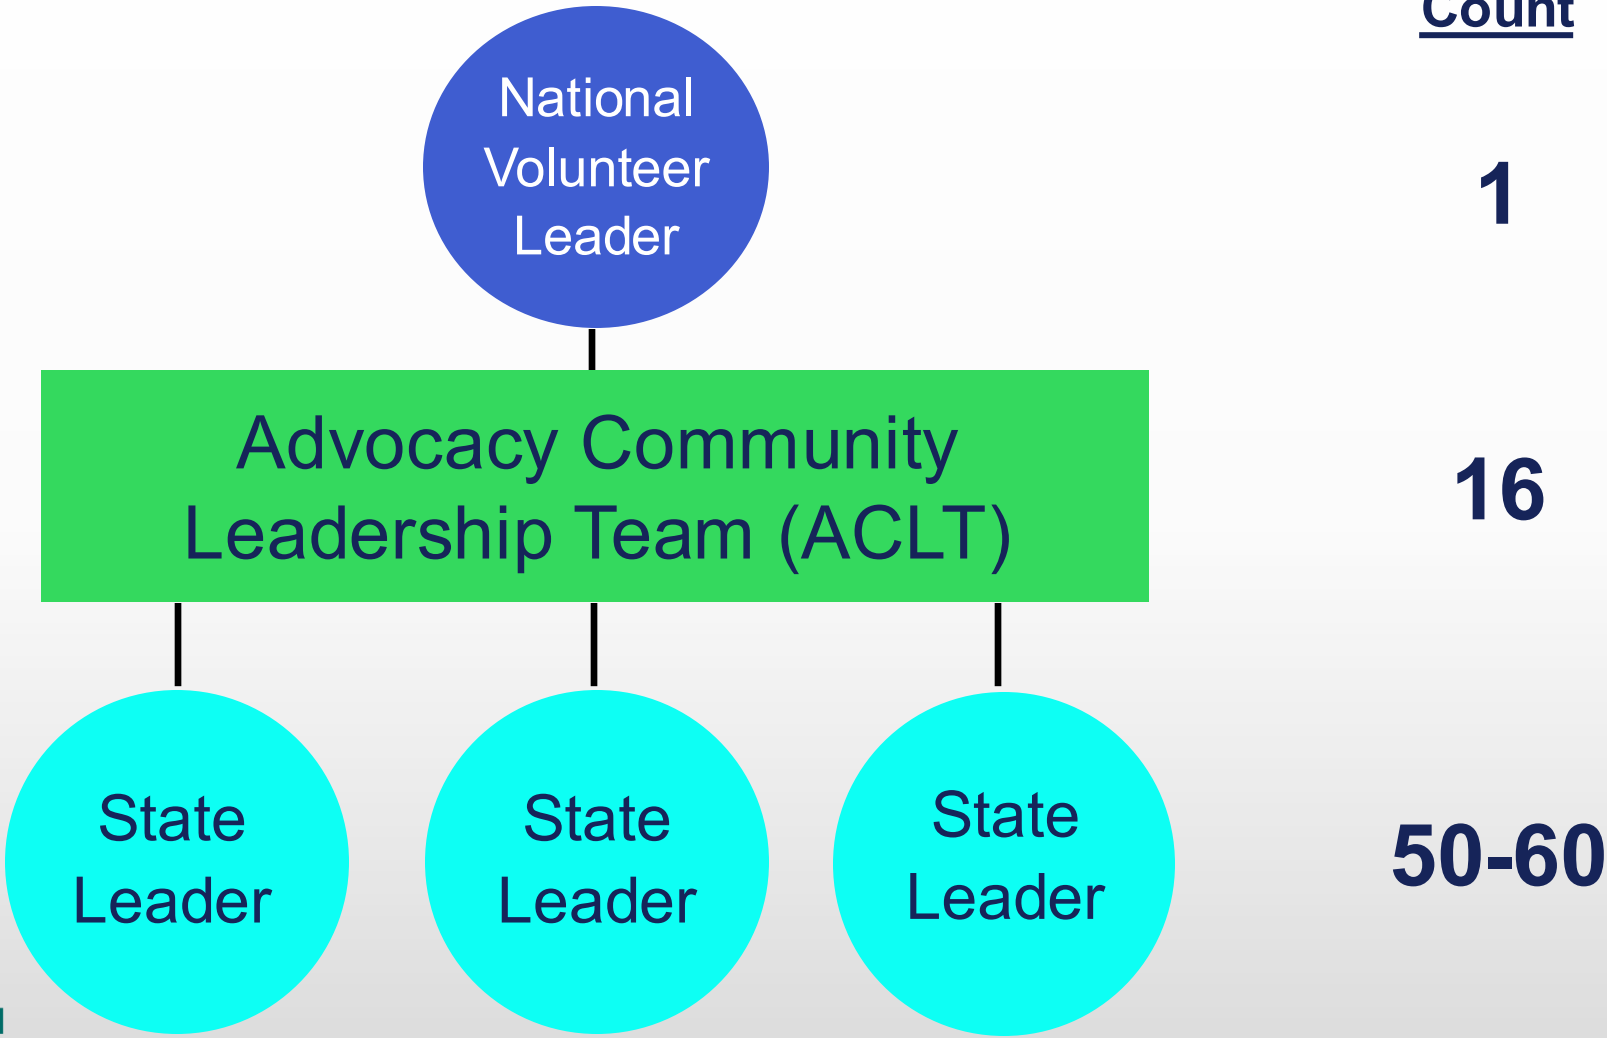 Count
National
Volunteer
Leader
1
Advocacy Community
Leadership Team (ACLT)
16
State
Leader
State
Leader
State
Leader
50-60